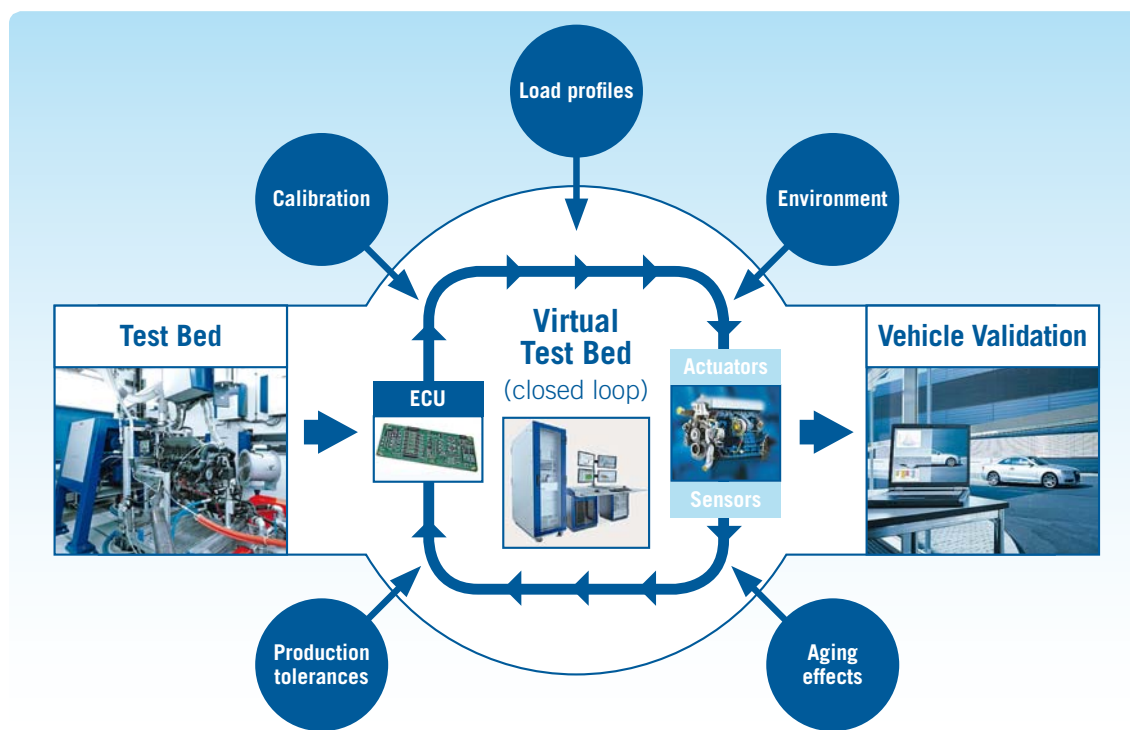 Load profiles
Calibration
Environment
Test Bed
Virtual
Test Bed
(closed loop)
Vehicle Validation
Actuators
ECU
Sensors
Production
tolerances
Aging
effects